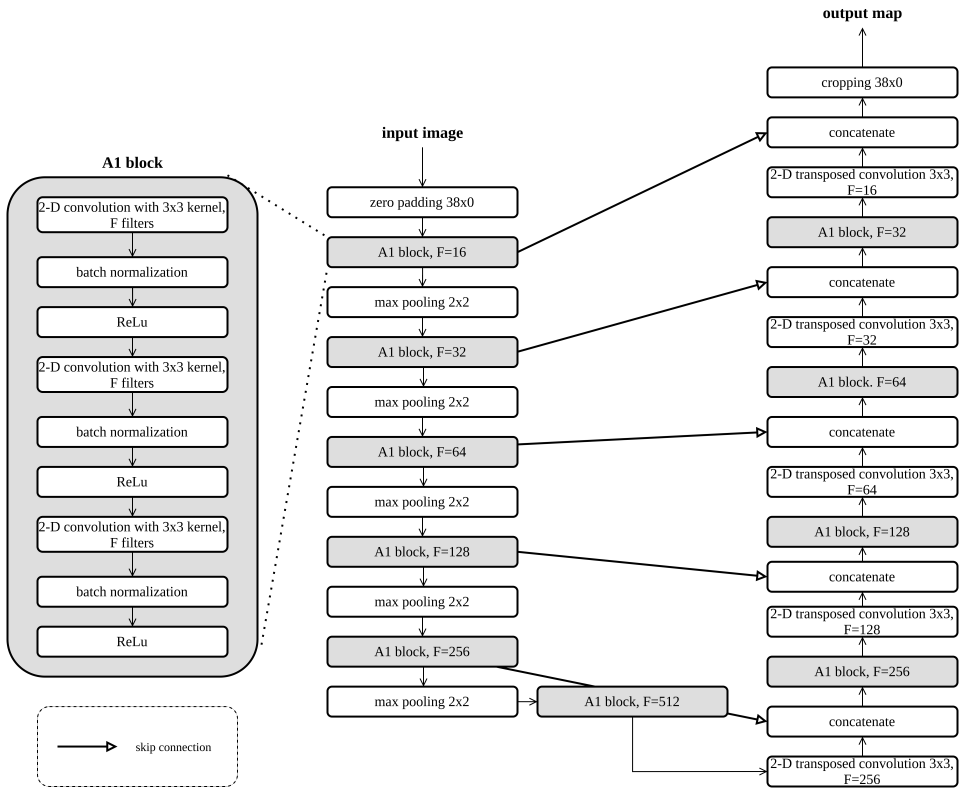 A1 block
2-D convolution with 3x3 kernel,
F filters
batch normalization
ReLu
2-D convolution with 3x3 kernel,
F filters
batch normalization
ReLu
2-D convolution with 3x3 kernel,
F filters
batch normalization
ReLu
skip connection
input image
zero padding 38x0
A1 block, F=16
max pooling 2x2
A1 block, F=32
max pooling 2x2
A1 block, F=64
max pooling 2x2
A1 block, F=128
max pooling 2x2
A1 block, F=256
max pooling 2x2
A1 block, F=512
output map
cropping 38x0
concatenate
2-D transposed convolution 3x3,
F=16
A1 block, F=32
concatenate
2-D transposed convolution 3x3,
F=32
A1 block. F=64
concatenate
2-D transposed convolution 3x3,
F=64
A1 block, F=128
concatenate
2-D transposed convolution 3x3,
F=128
A1 block, F=256
concatenate
2-D transposed convolution 3x3,
F=256